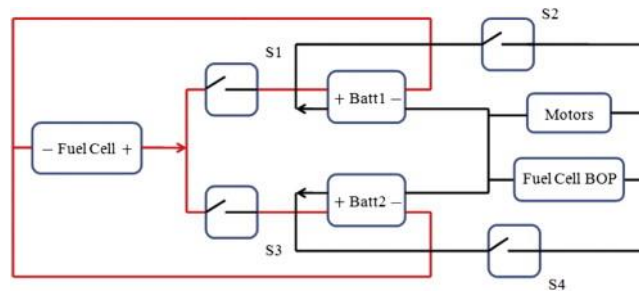 S2
S1
+ Batt1 −
Motors
− Fuel Cell +
Fuel Cell BOP
+ Batt2 −
S3
S4